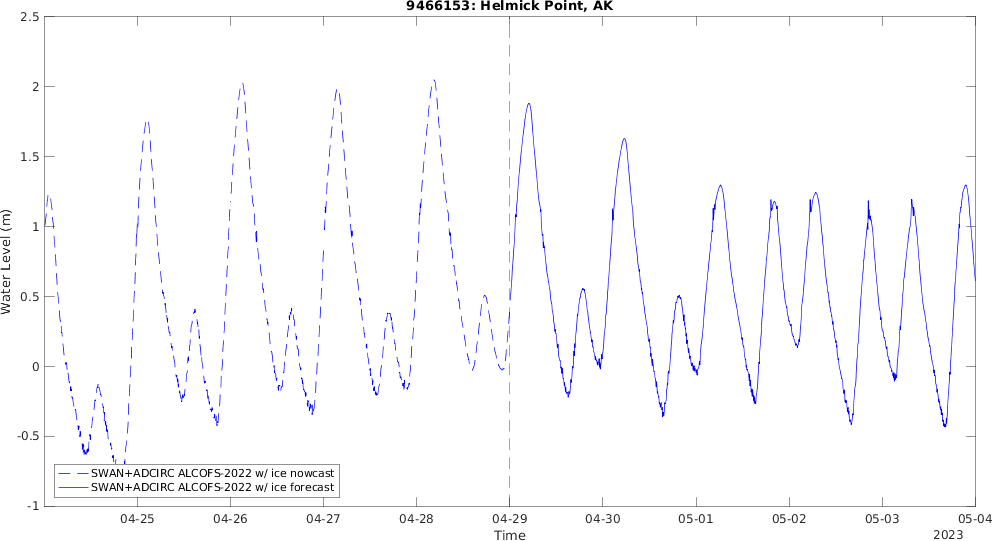 9466153: Helmick Point, AK
2.5
2
1.5
1
0.5
0
-0.5
-1
Water Level (m)
SWAN+ADCIRC ALCOFS-2022 w/ ice nowcast
SWAN+ADCIRC ALCOFS-2022 w/ ice forecast
04-25 04-26 04-27 04-28 04-29 04-30 05-01 05-02 05-03 05-04
Time
2023